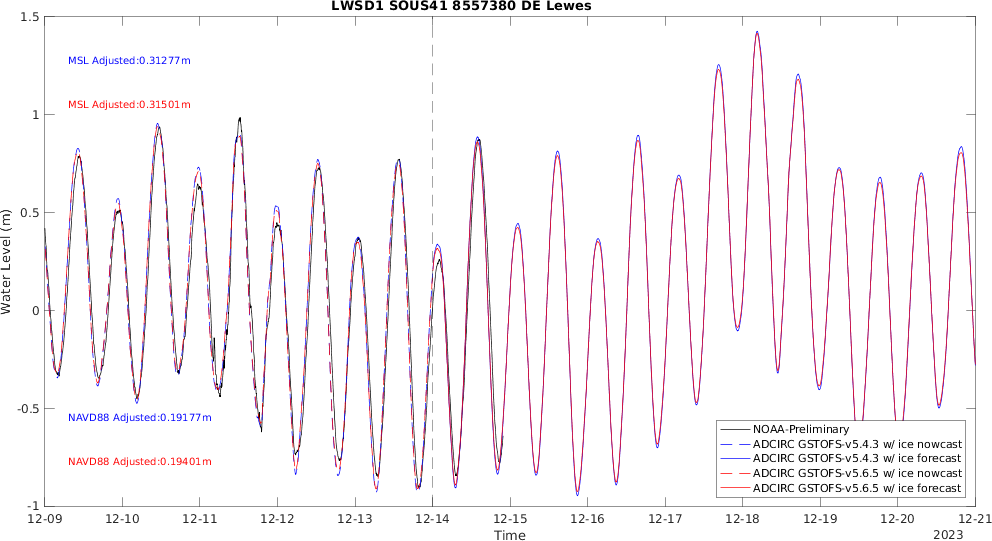 LWSD1 SOUS41 8557380 DE Lewes
1.5
1
0.5
0
-0.5
-1
Water Level (m)
MSL Adjusted:0.31277m
MSL Adjusted:0.31501m
NAVD88 Adjusted:0.19177m
NAVD88 Adjusted:0.19401m
NOAA-Preliminary
ADCIRC GSTOFS-v5.4.3 w/ ice nowcast
ADCIRC GSTOFS-v5.4.3 w/ ice forecast
ADCIRC GSTOFS-v5.6.5 w/ ice nowcast
ADCIRC GSTOFS-v5.6.5 w/ ice forecast
12-09 12-10 12-11 12-12 12-13 12-14 12-15 12-16 12-17 12-18 12-19 12-20 12-21
Time
2023